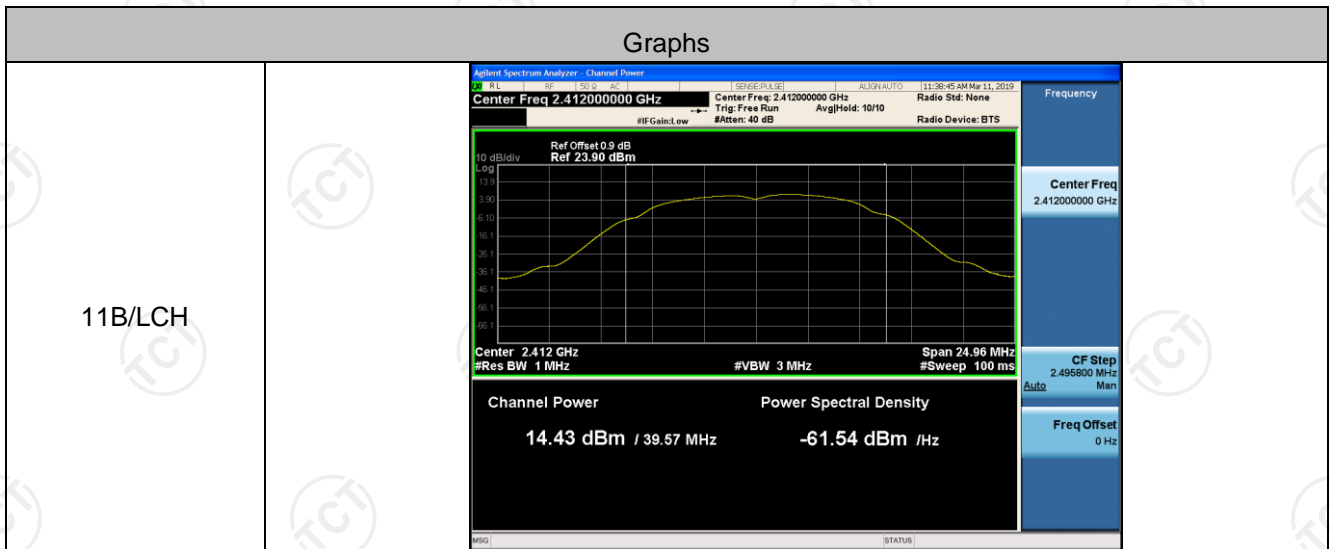 Graphs
11B/LCH
Agilent Spectrum Analyzer - Channel Power
RL RF 50 Ω AC SENSE:PULSE ALIGN AUTO 11:38:45 AM Mar 11, 2019
Center Freq 2.412000000 GHz
Center Freq: 2.412000000 GHz
Radio Std: None
Trig: Free Run Avg|Hold: 10/10
#IFGain:Low
#Atten: 40 dB
Radio Device: BTS
Ref Offset 0.9 dB
10 dB/div Ref 23.90 dBm
Log
13.9
3.90
-6.10
-16.1
-26.1
-36.1
-46.1
-56.1
-66.1
Center 2.412 GHz Span 24.96 MHz
#Res BW 1 MHz #VBW 3 MHz #Sweep 100 ms
Channel Power Power Spectral Density
14.43 dBm / 39.57 MHz -61.54 dBm /Hz
MSG STATUS
Frequency
Center Freq
2.412000000 GHz
CF Step
2.495800 MHz
Auto Man
Freq Offset
0 Hz
TCT
TCT
TCT
TCT
TCT
TCT